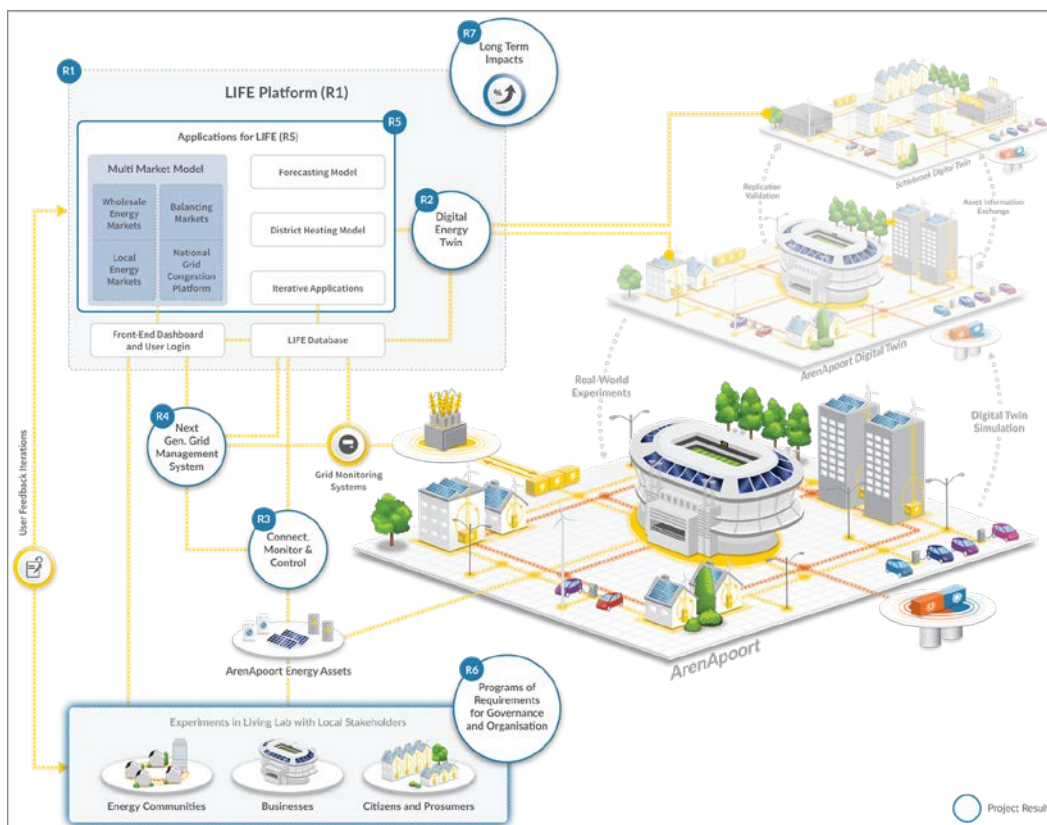 R7
Long Term
Impacts
%
R1
LIFE Platform (R1)
R5
Applications for LIFE (R5)
Multi Market Model
Wholesale
Energy
Markets
Balancing
Markets
Local
Energy
Markets
National
Grid
Congestion
Platform
Forecasting Model
District Heating Model
Iterative Applications
R2
Digital
Energy
Twin
Front-End Dashboard
and User Login
LIFE Database
Schiebroek Digital Twin
Replication
Validation
Asset Information
Exchange
ArenApoort Digital Twin
Real-World
Experiments
Digital Twin
Simulation
R4
Next
Gen. Grid
Management
System
Grid Monitoring
Systems
User Feedback Iterations
R3
Connect,
Monitor &
Control
ArenApoort
ArenApoort Energy Assets
R6
Programs of
Requirements
for Governance
and Organisation
Experiments in Living Lab with Local Stakeholders
Energy Communities
Businesses
Citizens and Prosumers
Project Result